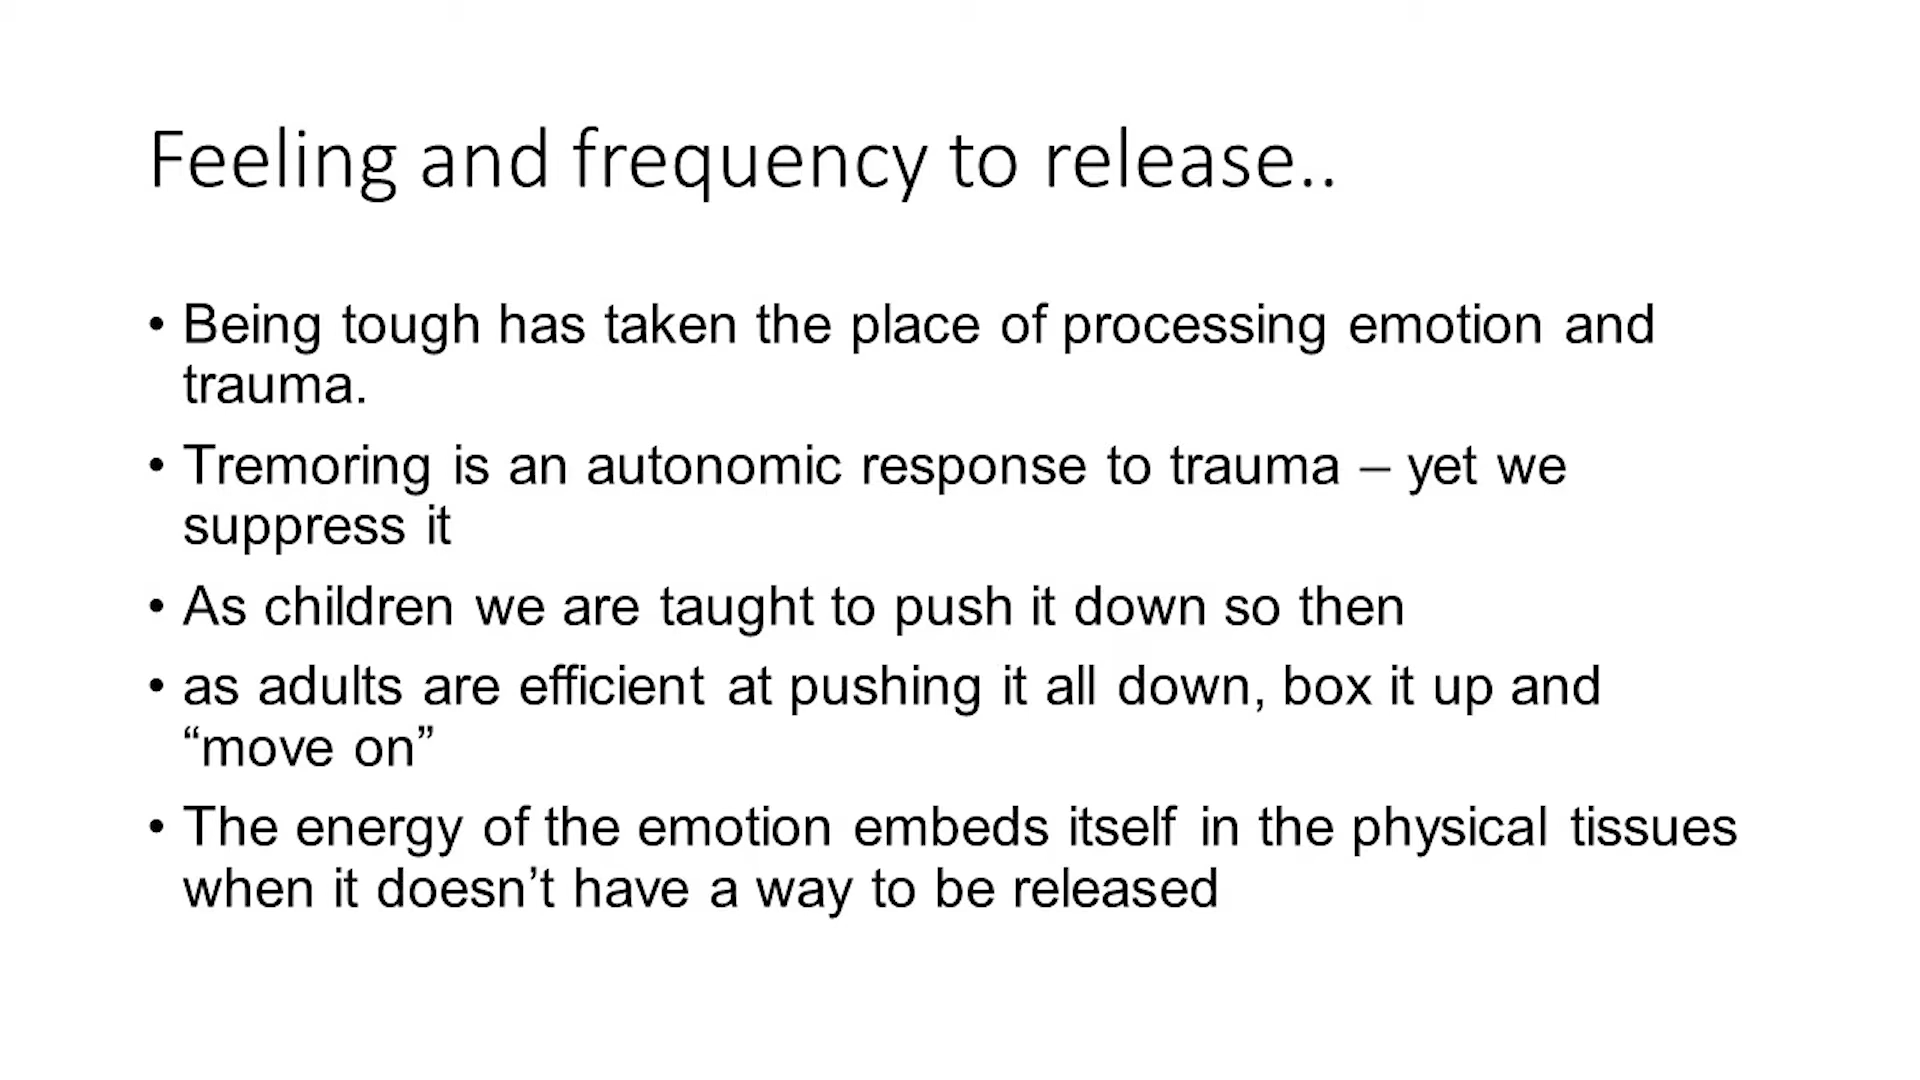 Feeling and frequency to release..
• Being tough has taken the place of processing emotion and
trauma.
• Tremoring is an autonomic response to trauma – yet we
suppress it
• As children we are taught to push it down so then
• as adults are efficient at pushing it all down, box it up and
“move on”
• The energy of the emotion embeds itself in the physical tissues
when it doesn’t have a way to be released